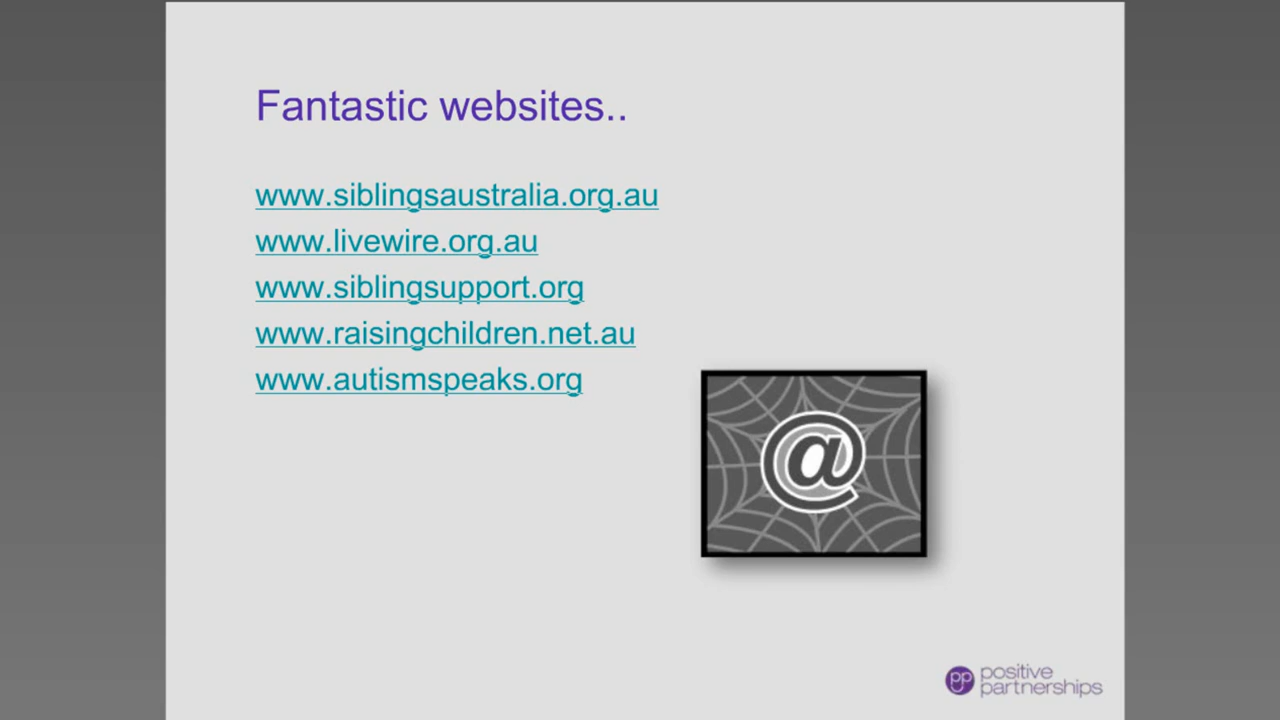 Fantastic websites..
www.siblingsaustralia.org.au
www.livewire.org.au
www.siblingsupport.org
www.raisingchildren.net.au
www.autismspeaks.org
@
pp positive
partnerships